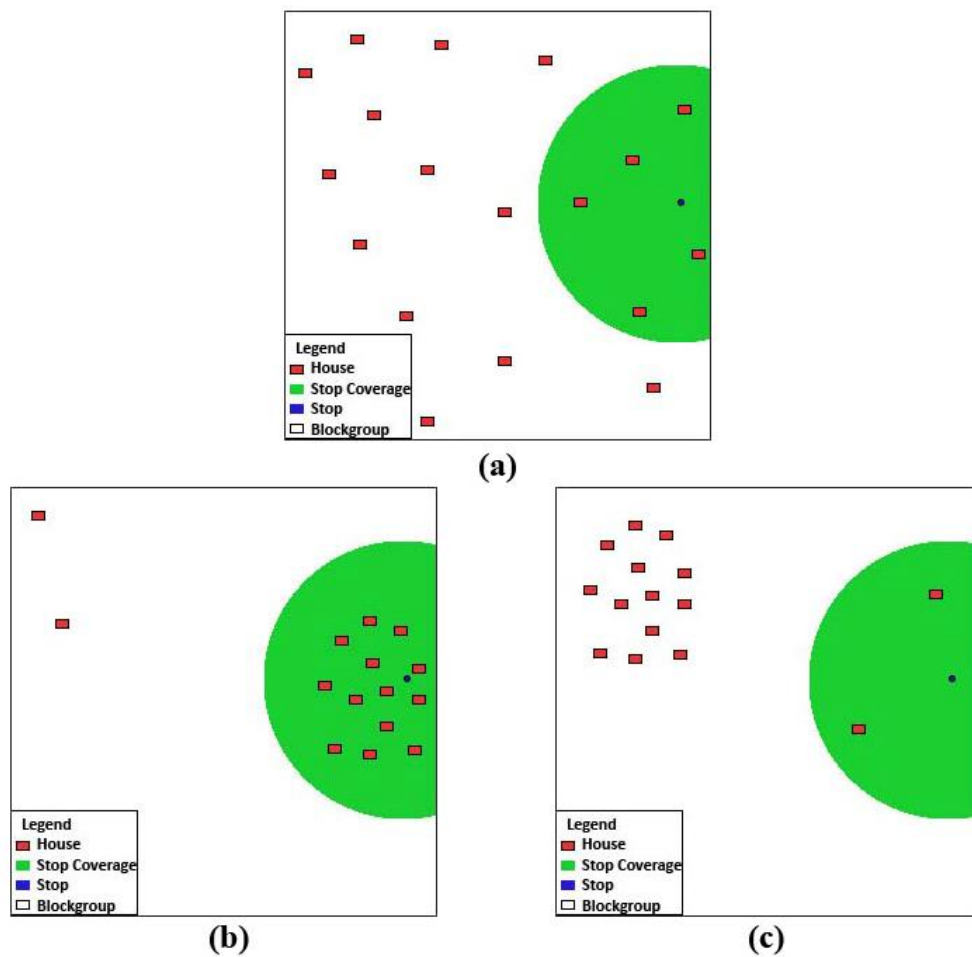 Legend
House
Stop Coverage
Stop
Blockgroup
(a)
Legend
House
Stop Coverage
Stop
Blockgroup
(b)
Legend
House
Stop Coverage
Stop
Blockgroup
(c)